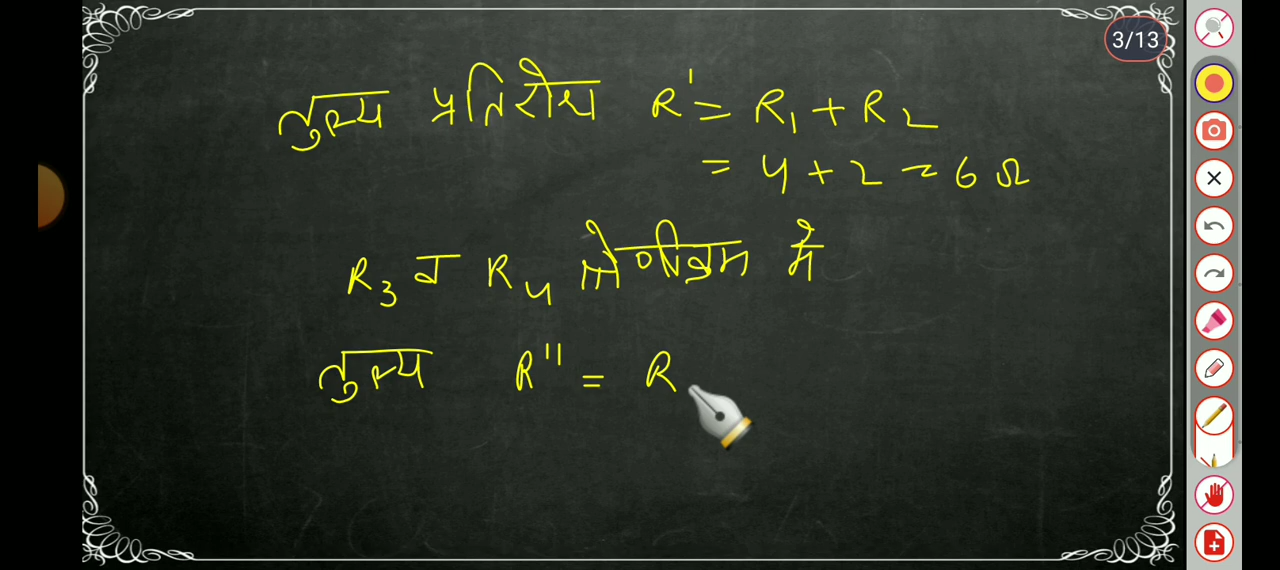 3/13
तुल्य प्रतिरोध R' = R₁ + R₂
= 4 + 2 = 6 Ω
R₃ व R₄ श्रेणीक्रम में
तुल्य R" = R